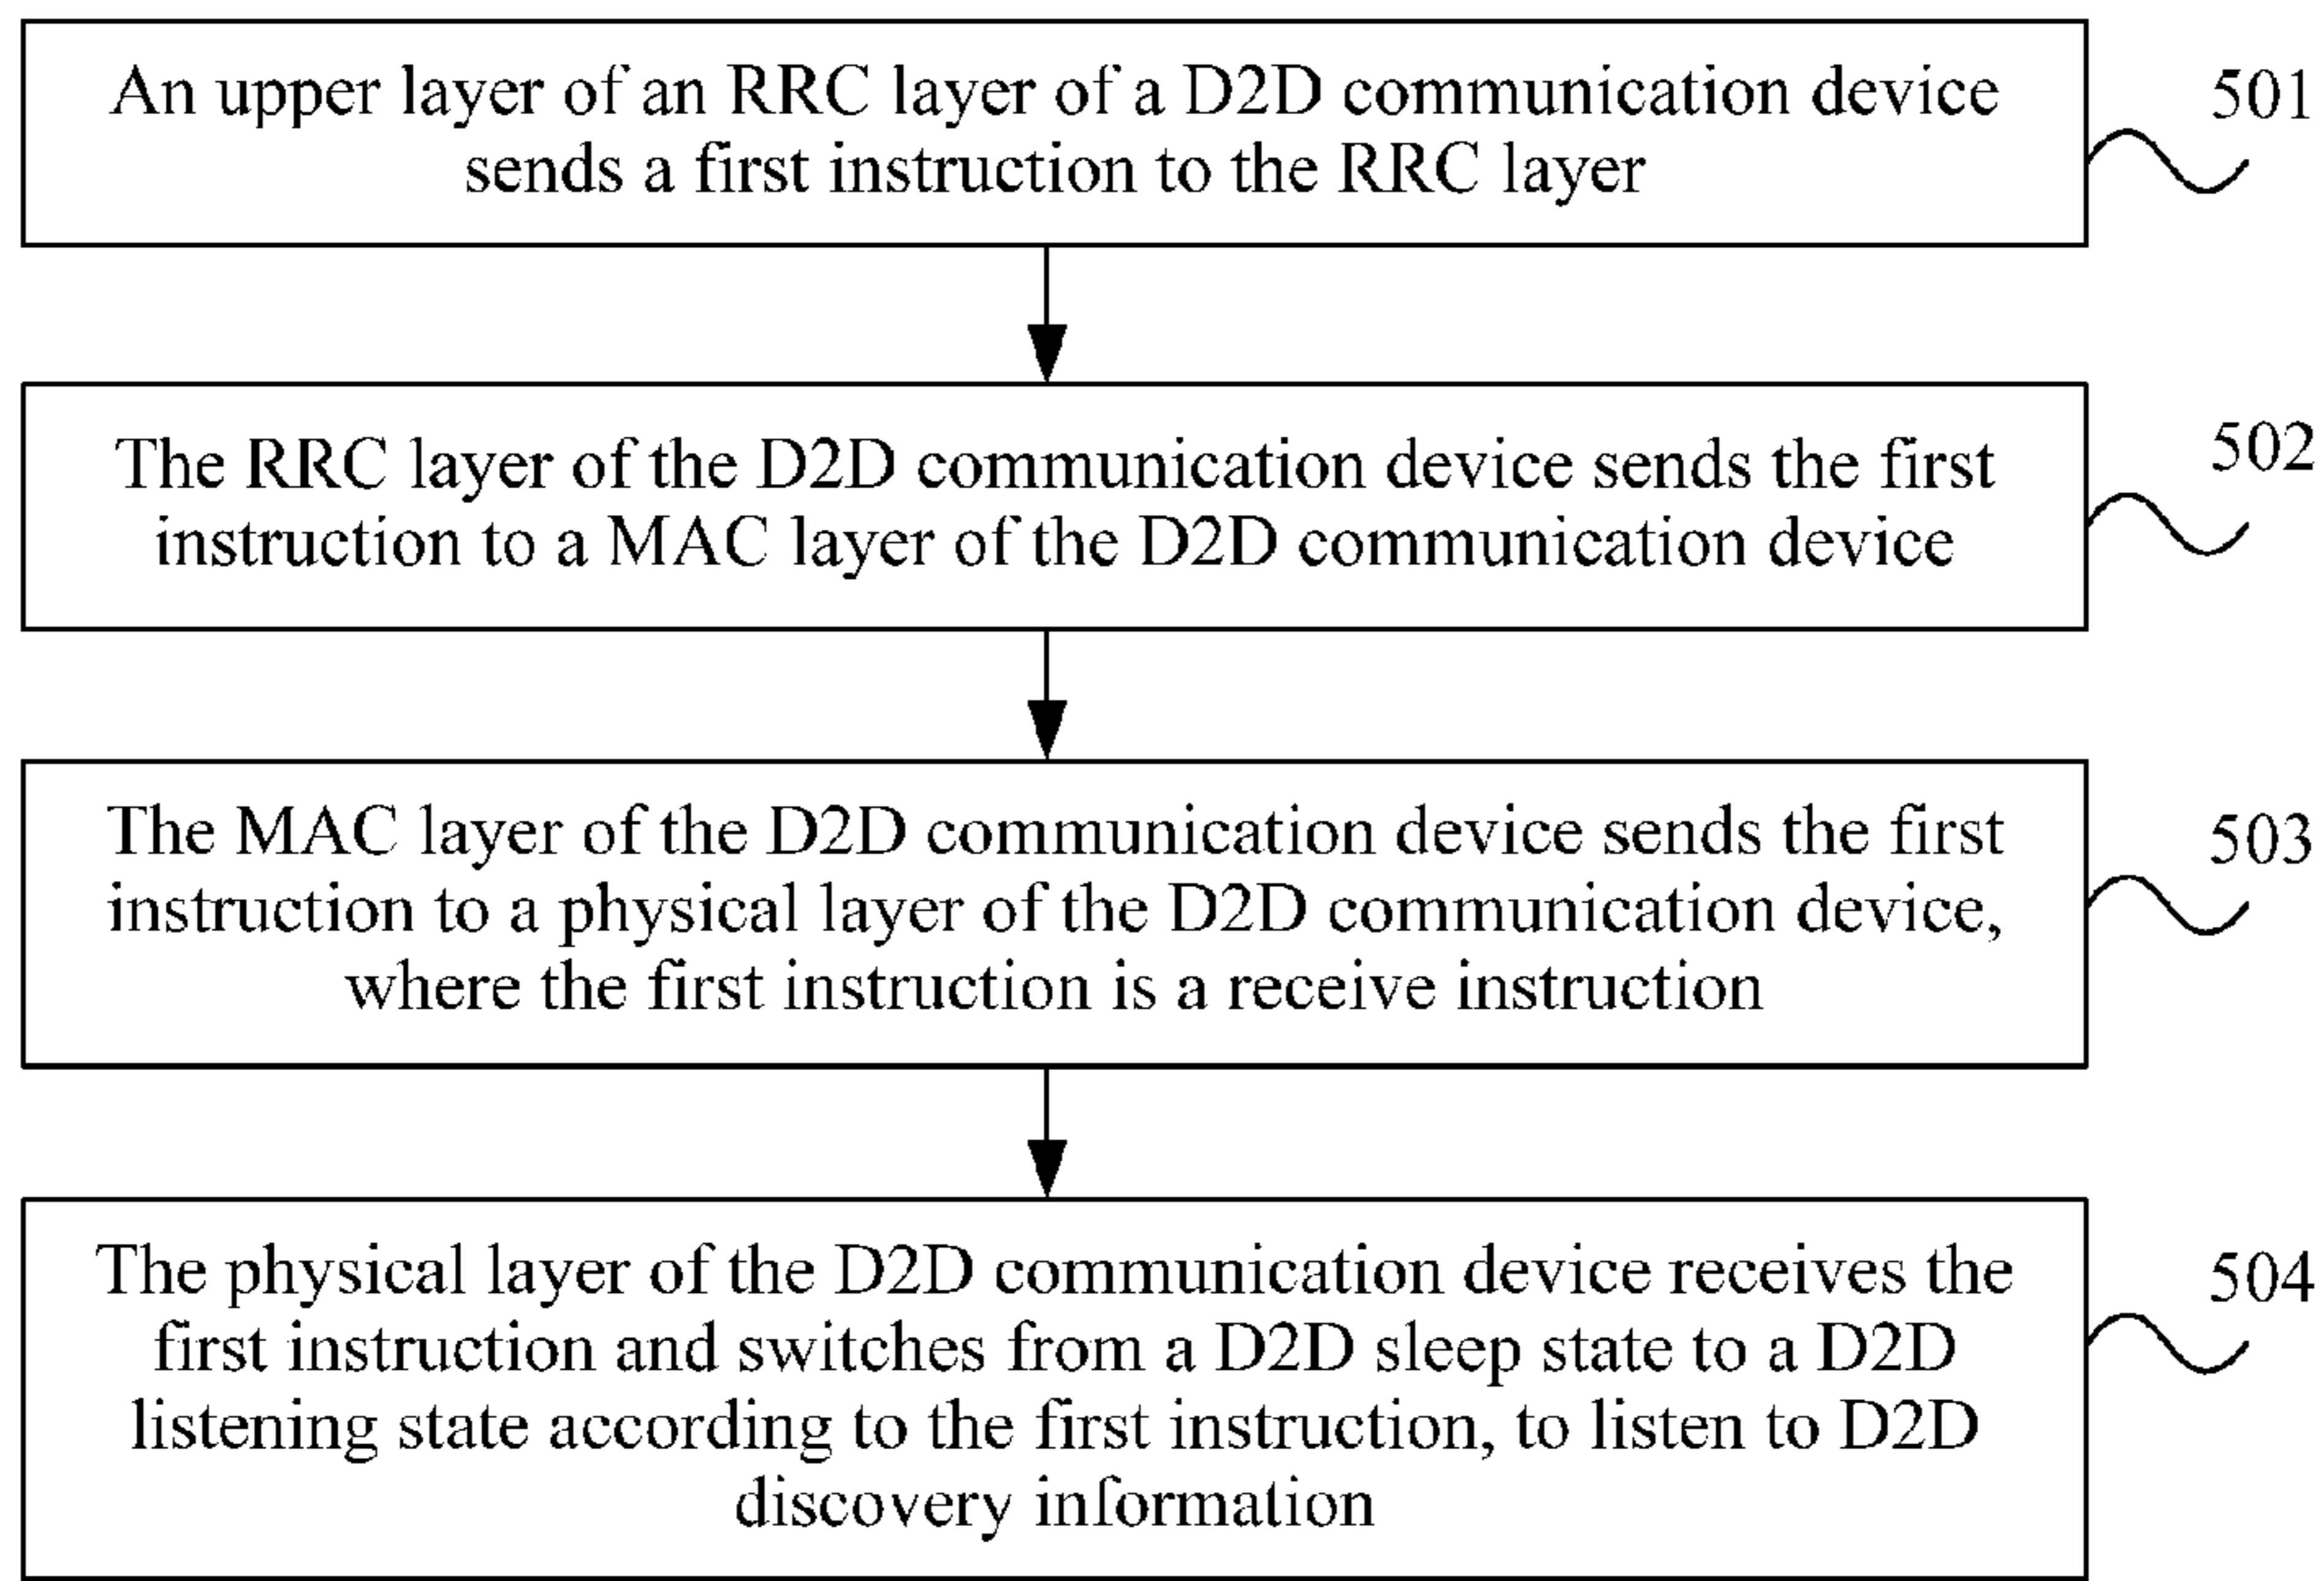 An upper layer of an RRC layer of a D2D communication device
sends a first instruction to the RRC layer
501
The RRC layer of the D2D communication device sends the first
instruction to a MAC layer of the D2D communication device
502
The MAC layer of the D2D communication device sends the first
instruction to a physical layer of the D2D communication device,
where the first instruction is a receive instruction
503
The physical layer of the D2D communication device receives the
first instruction and switches from a D2D sleep state to a D2D
listening state according to the first instruction, to listen to D2D
discovery information
504